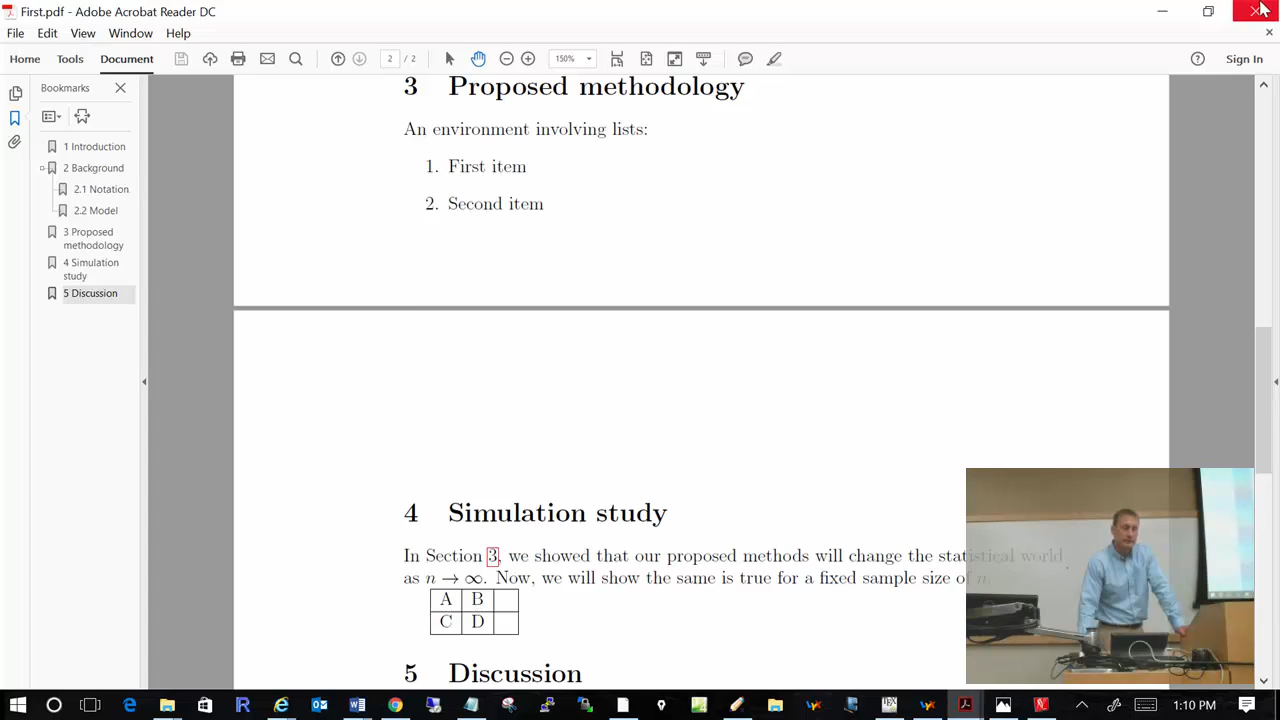 First.pdf - Adobe Acrobat Reader DC
File Edit View Window Help
Home Tools Document 2 / 2 150% Sign In
Bookmarks
1 Introduction
2 Background
2.1 Notation
2.2 Model
3 Proposed
methodology
4 Simulation
study
5 Discussion
3 Proposed methodology
An environment involving lists:
1. First item
2. Second item
4 Simulation study
In Section 3, we showed that our proposed methods will change the statistical world
as n → ∞. Now, we will show the same is true for a fixed sample size of n.
A B
C D
5 Discussion
1:10 PM